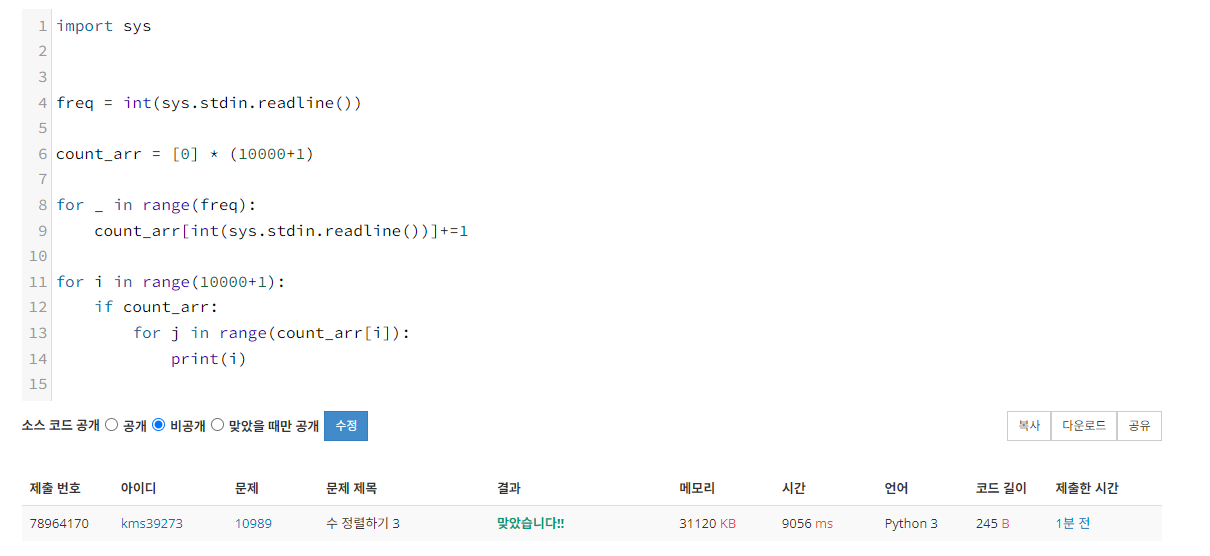 1 import sys
2
3
4 freq = int(sys.stdin.readline())
5
6 count_arr = [0] * (10000+1)
7
8 for _ in range(freq):
9     count_arr[int(sys.stdin.readline())]+=1
10
11 for i in range(10000+1):
12     if count_arr:
13         for j in range(count_arr[i]):
14             print(i)
15
소스 코드 공개 공개 비공개 맞았을 때만 공개 수정 복사 다운로드 공유
제출 번호 아이디 문제 문제 제목 결과 메모리 시간 언어 코드 길이 제출한 시간
78964170 kms39273 10989 수 정렬하기 3 맞았습니다!! 31120 KB 9056 ms Python 3 245 B 1분 전